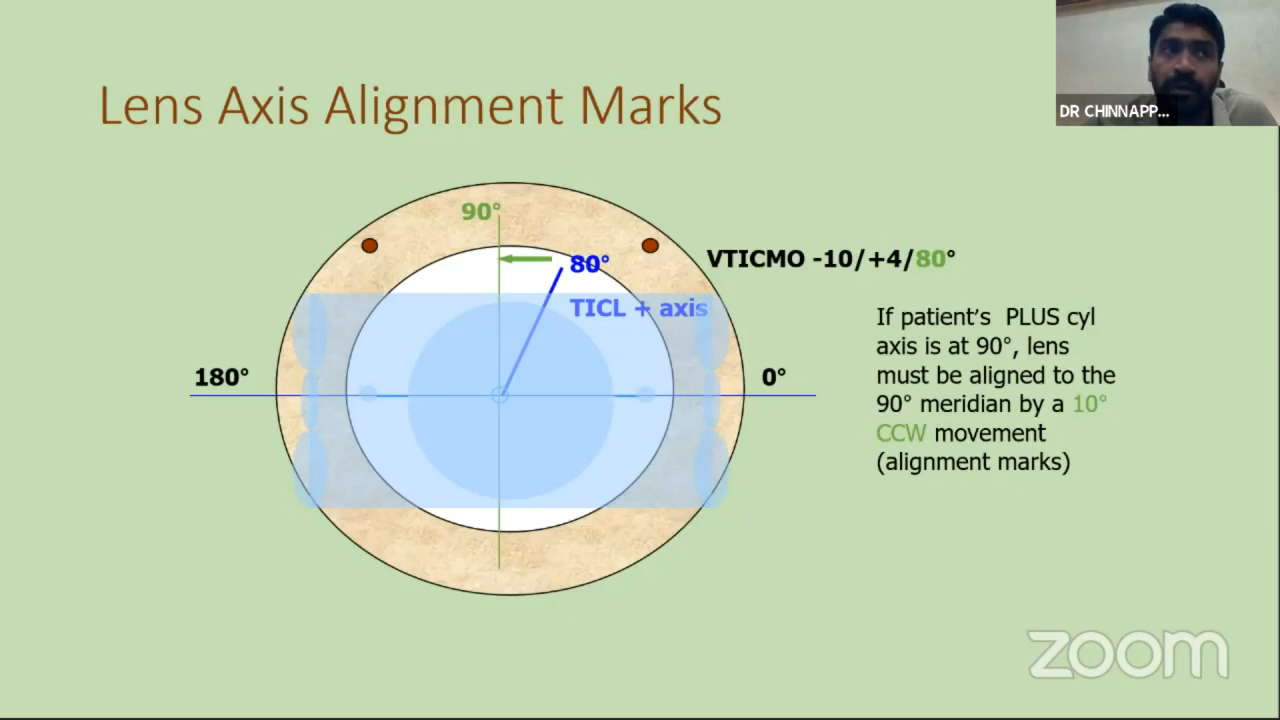 DR CHINNAPP...
Lens Axis Alignment Marks
90°
80°
VTICMO -10/+4/80°
TICL + axis
180°
0°
If patient's PLUS cyl
axis is at 90°, lens
must be aligned to the
90° meridian by a 10°
CCW movement
(alignment marks)
zoom